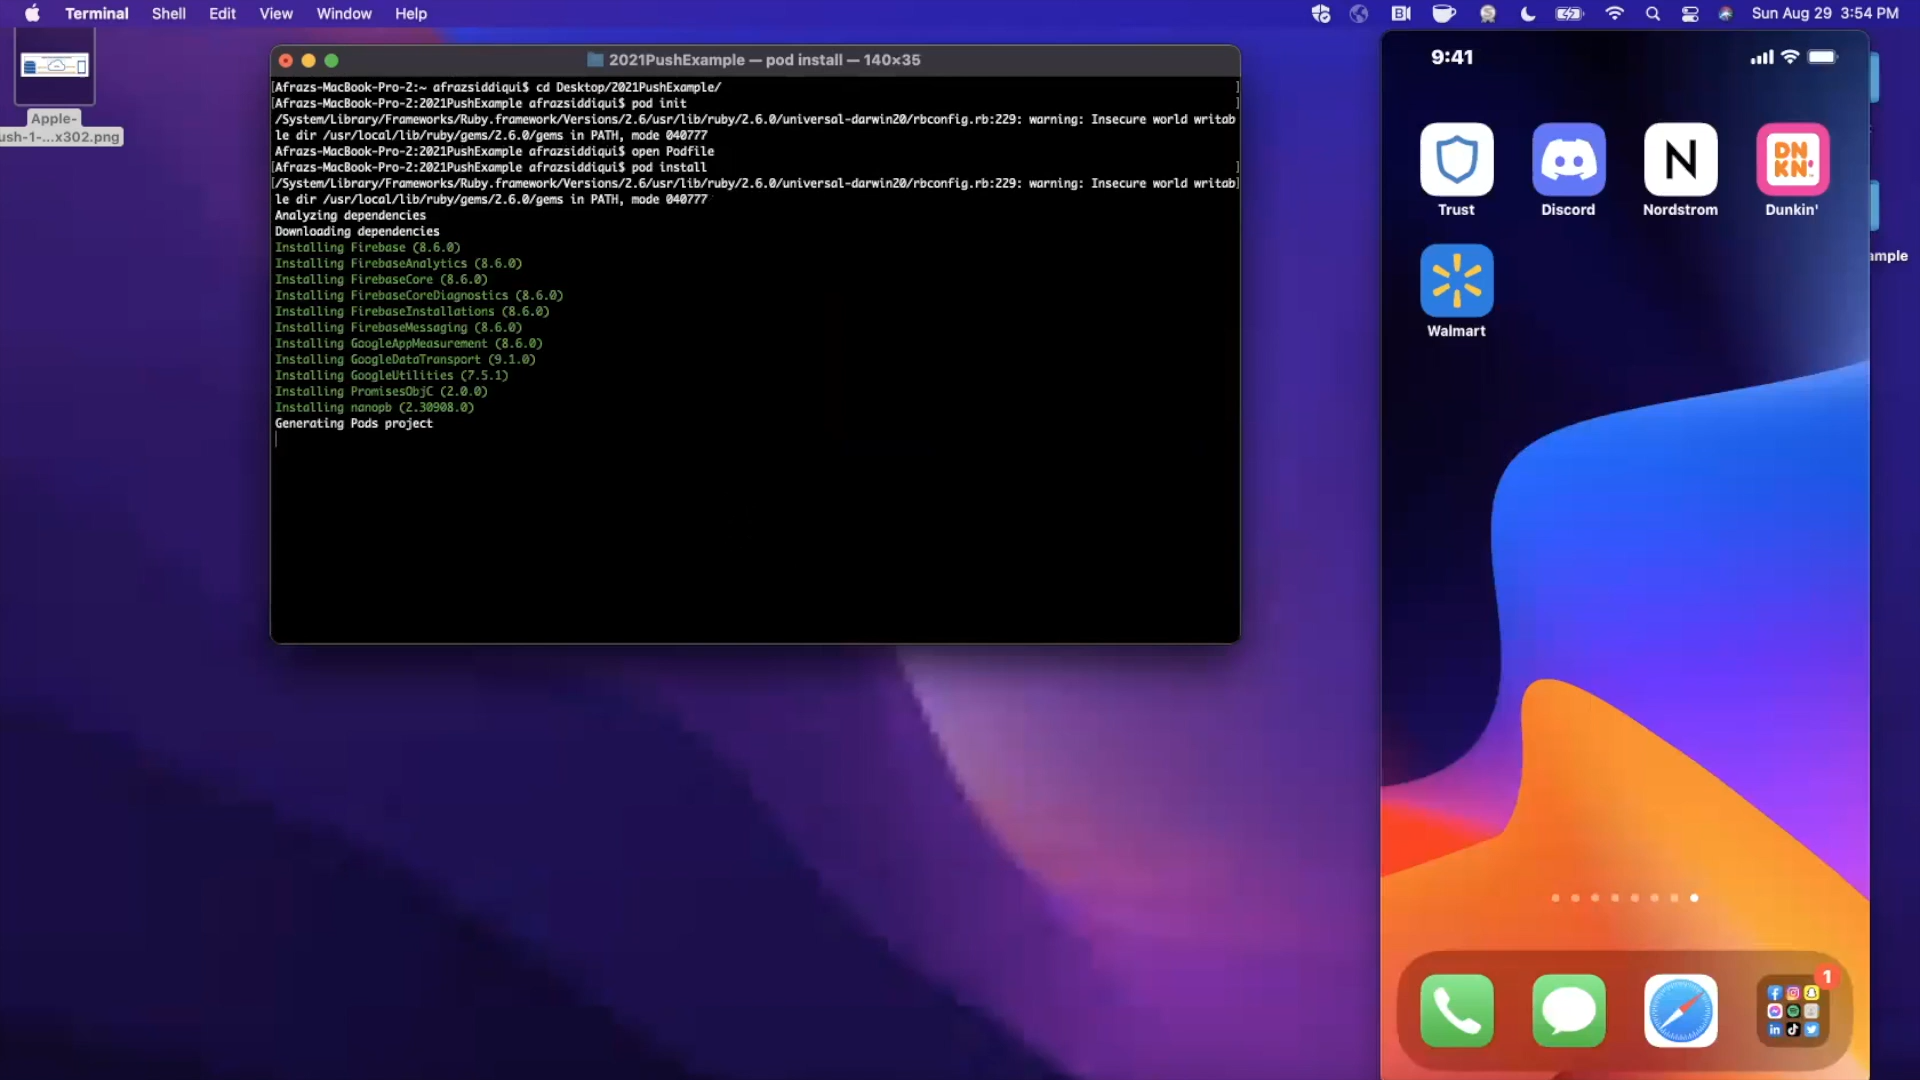 Terminal Shell Edit View Window Help
Sun Aug 29 3:54 PM
Apple-
ush-1-...x302.png
2021PushExample — pod install — 140×35
[Afrazs-MacBook-Pro-2:~ afrazsiddiqui$ cd Desktop/2021PushExample/ ]
[Afrazs-MacBook-Pro-2:2021PushExample afrazsiddiqui$ pod init ]
/System/Library/Frameworks/Ruby.framework/Versions/2.6/usr/lib/ruby/2.6.0/universal-darwin20/rbconfig.rb:229: warning: Insecure world writab
le dir /usr/local/lib/ruby/gems/2.6.0/gems in PATH, mode 040777
Afrazs-MacBook-Pro-2:2021PushExample afrazsiddiqui$ open Podfile
[Afrazs-MacBook-Pro-2:2021PushExample afrazsiddiqui$ pod install ]
[/System/Library/Frameworks/Ruby.framework/Versions/2.6/usr/lib/ruby/2.6.0/universal-darwin20/rbconfig.rb:229: warning: Insecure world writab]
le dir /usr/local/lib/ruby/gems/2.6.0/gems in PATH, mode 040777
Analyzing dependencies
Downloading dependencies
Installing Firebase (8.6.0)
Installing FirebaseAnalytics (8.6.0)
Installing FirebaseCore (8.6.0)
Installing FirebaseCoreDiagnostics (8.6.0)
Installing FirebaseInstallations (8.6.0)
Installing FirebaseMessaging (8.6.0)
Installing GoogleAppMeasurement (8.6.0)
Installing GoogleDataTransport (9.1.0)
Installing GoogleUtilities (7.5.1)
Installing PromisesObjC (2.0.0)
Installing nanopb (2.30908.0)
Generating Pods project
9:41
N
DN
KN'
Trust Discord Nordstrom Dunkin'
Walmart
ample
1
in